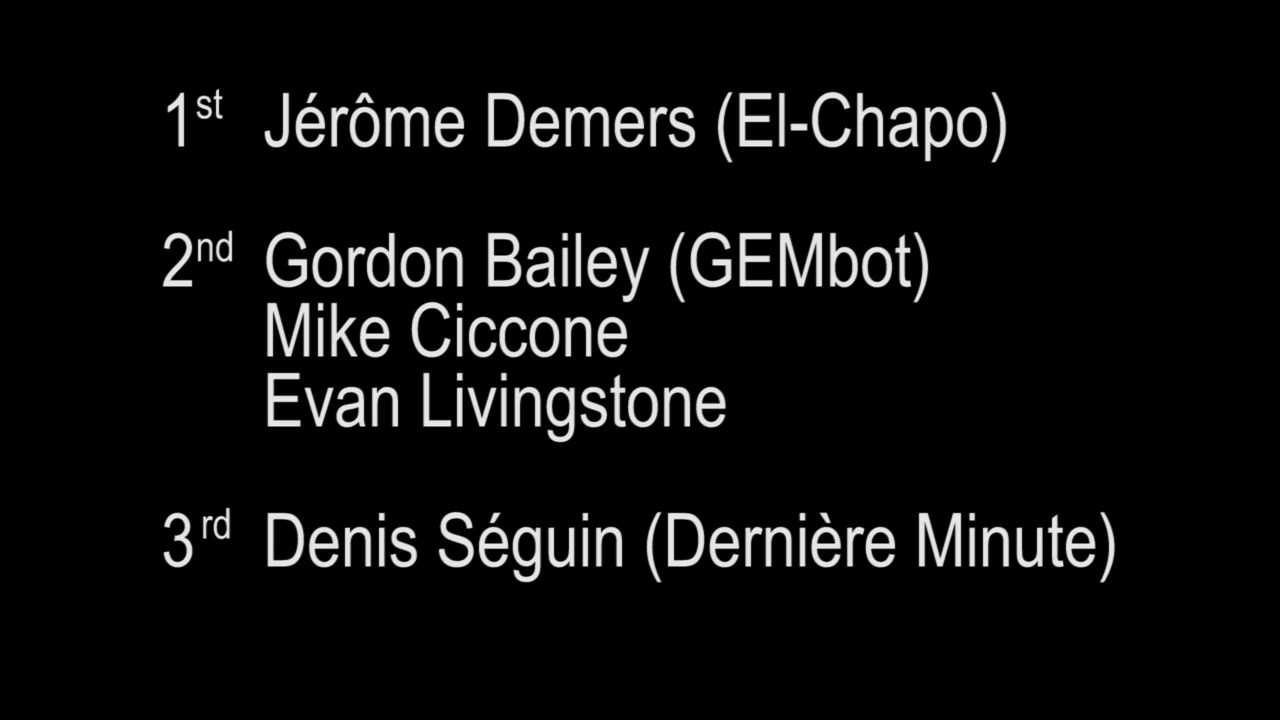 1st Jérôme Demers (El-Chapo)
2nd Gordon Bailey (GEMbot)
Mike Ciccone
Evan Livingstone
3rd Denis Séguin (Dernière Minute)